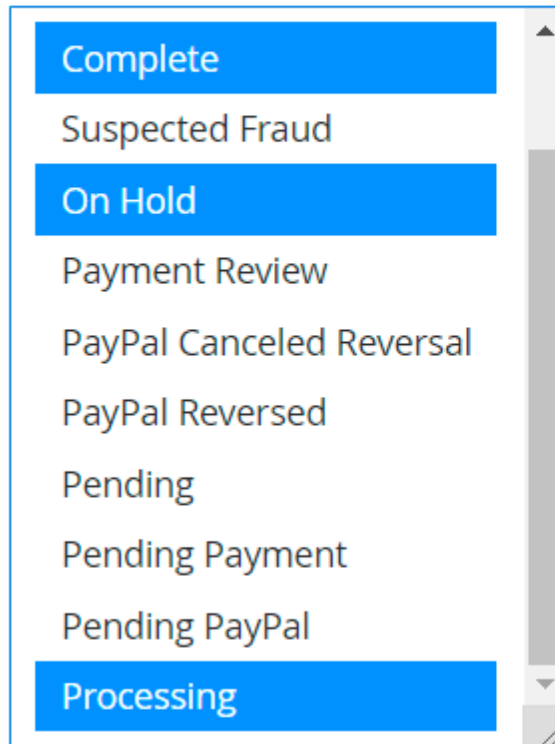 Complete
Suspected Fraud
On Hold
Payment Review
PayPal Canceled Reversal
PayPal Reversed
Pending
Pending Payment
Pending PayPal
Processing